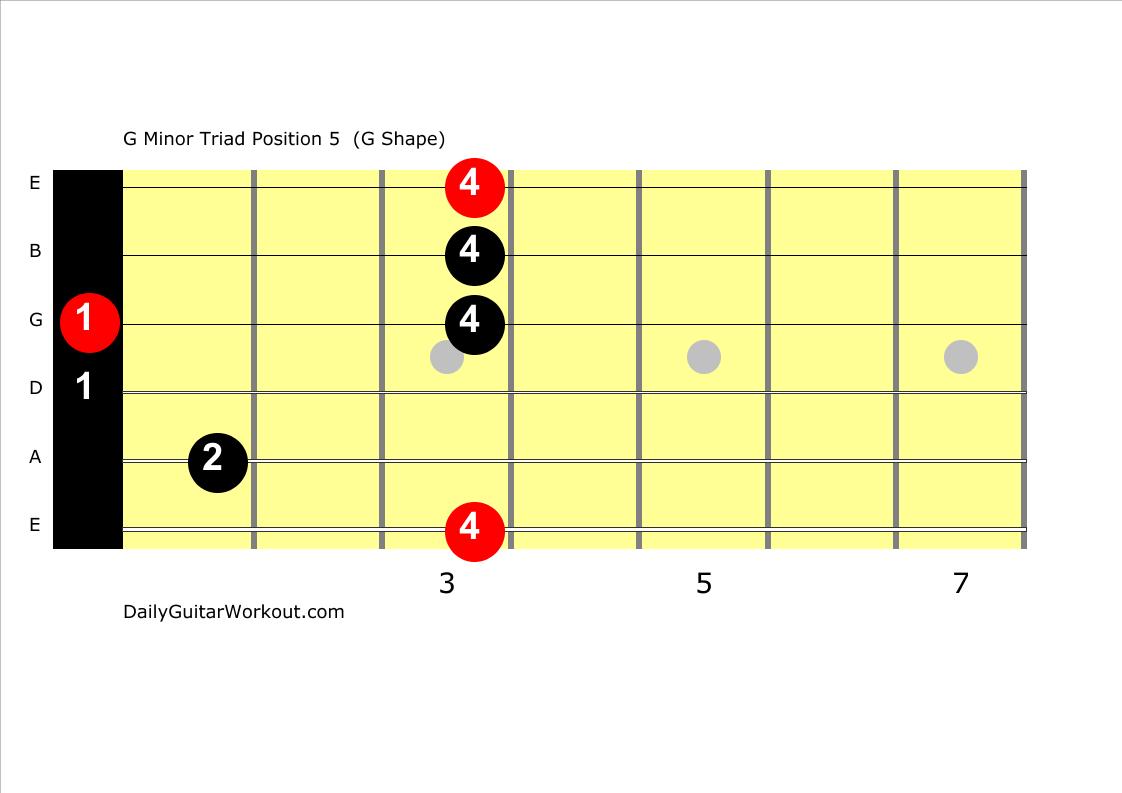 G Minor Triad Position 5 (G Shape)
E 4
B 4
G 1 4
D 1
A 2
E 4
3 5 7
DailyGuitarWorkout.com